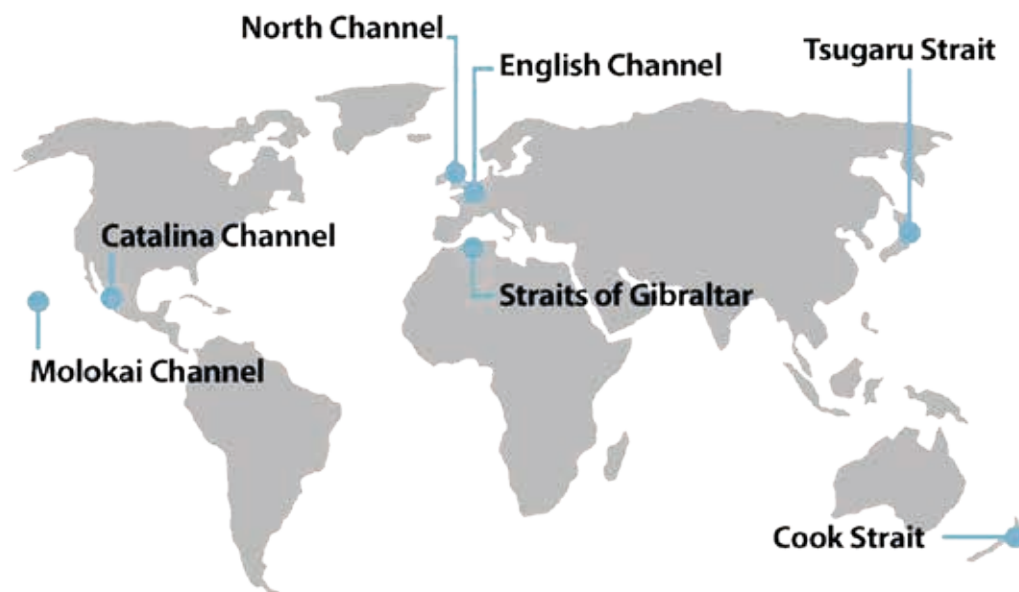 North Channel
English Channel
Tsugaru Strait
Catalina Channel
Straits of Gibraltar
Molokai Channel
Cook Strait